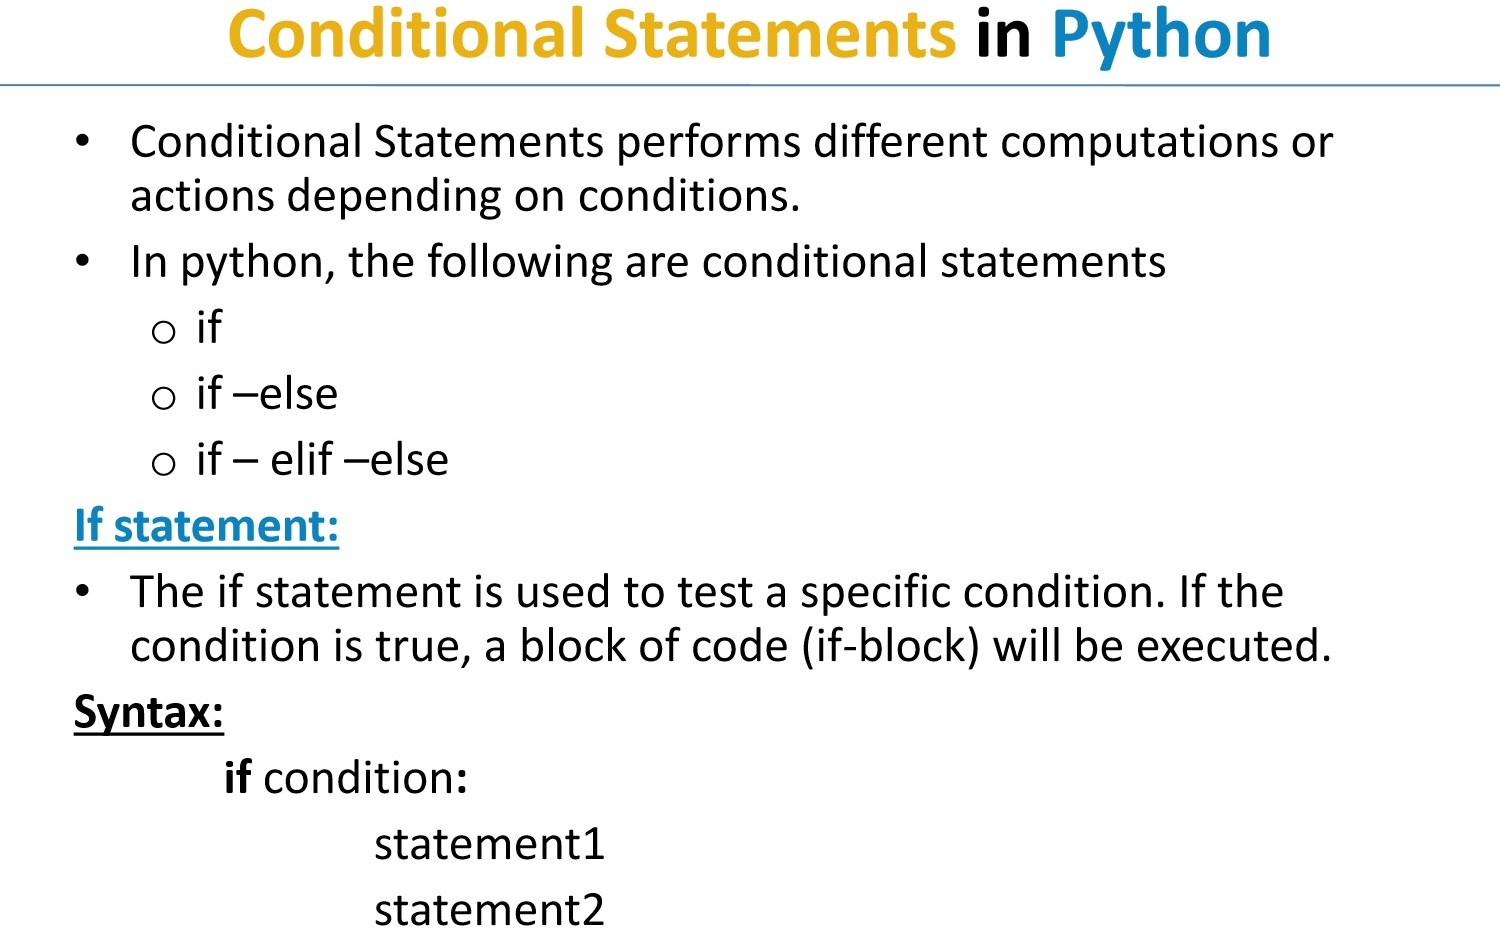 Conditional Statements in Python
• Conditional Statements performs different computations or
actions depending on conditions.
• In python, the following are conditional statements
o if
o if –else
o if – elif –else
If statement:
• The if statement is used to test a specific condition. If the
condition is true, a block of code (if-block) will be executed.
Syntax:
if condition:
statement1
statement2